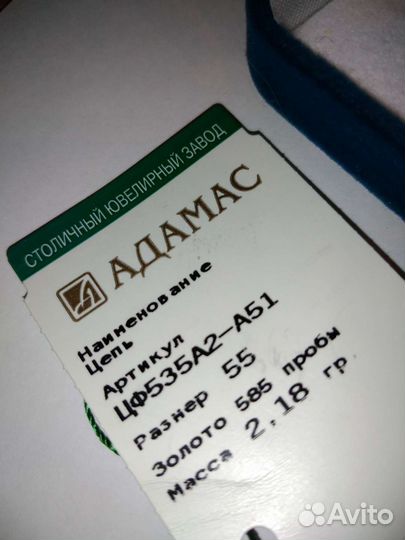 СТОЛИЧНЫЙ ЮВЕЛИРНЫЙ ЗАВОД
АДАМАС
Наименование
Цепь
Артикул
ЦФ535А2-А51
Размер 55
Золото 585 пробы
Масса 2.18 гр.
Avito